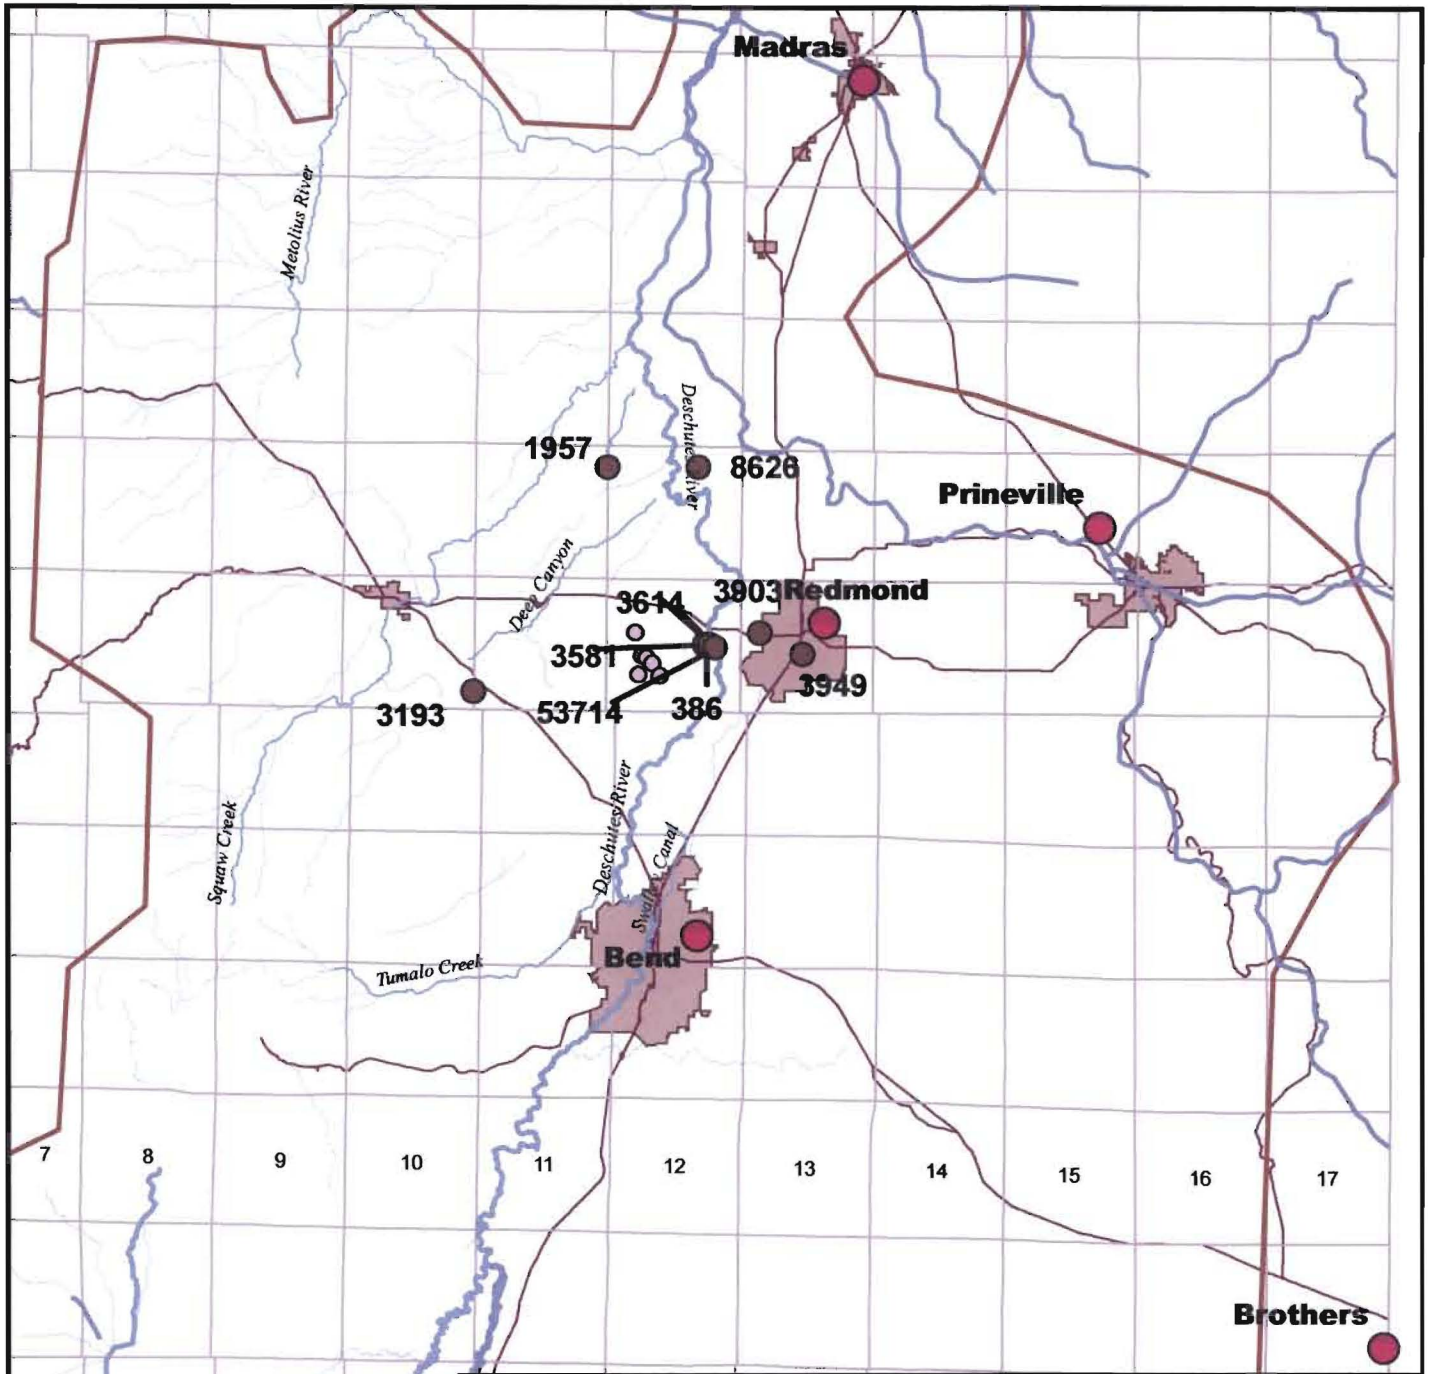 Madras
Metolius River
Deschutes River
1957
8626
Prineville
Deep Canyon
3903
Redmond
3614
3581
3949
53714
386
3193
Deschutes River
Squaw Creek
Swalley Canal
Bend
Tumalo Creek
7
8
9
10
11
12
13
14
15
16
17
Brothers